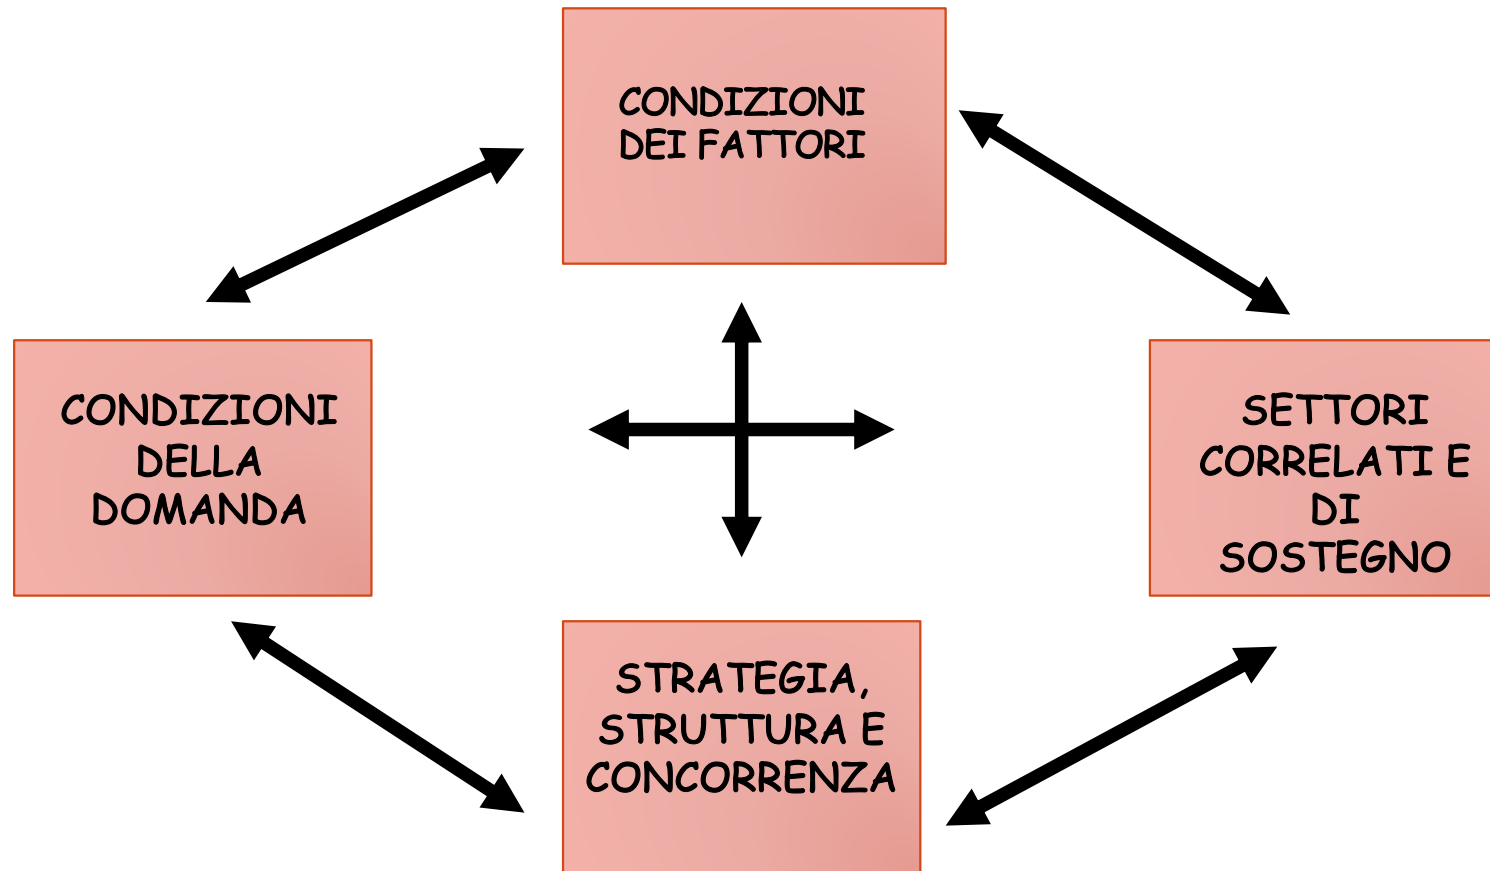 CONDIZIONI
DEI FATTORI
CONDIZIONI
DELLA
DOMANDA
SETTORI
CORRELATI E
DI
SOSTEGNO
STRATEGIA,
STRUTTURA E
CONCORRENZA